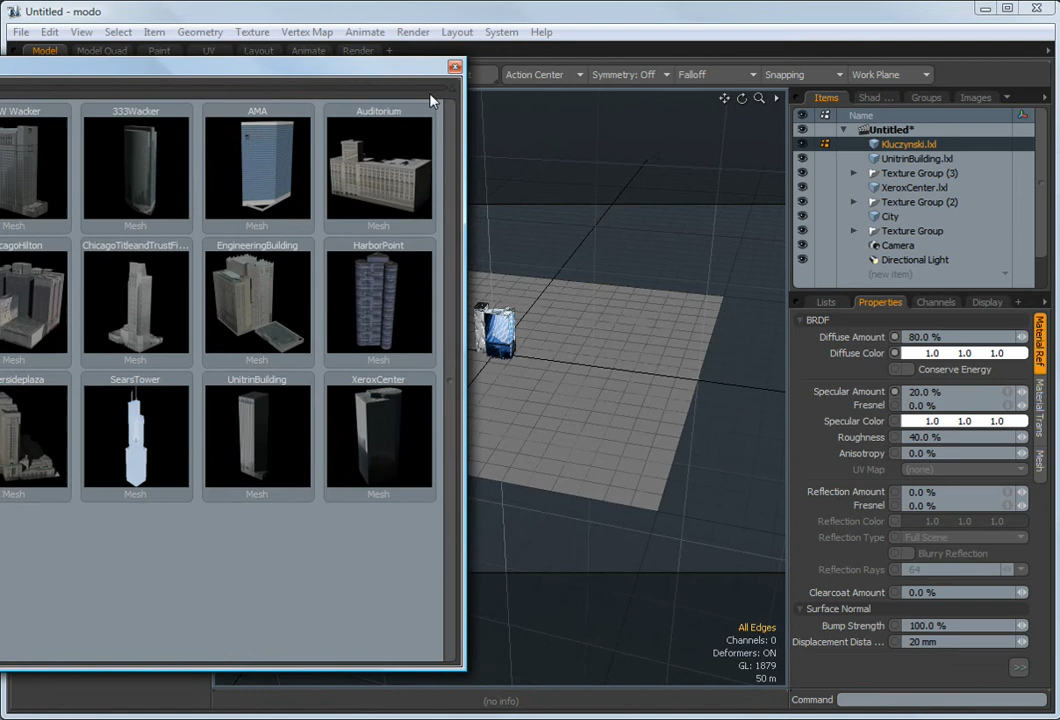 Untitled - modo
File Edit View Select Item Geometry Texture Vertex Map Animate Render Layout System Help
Model Model Quad Paint UV Layout Animate Render +
Action Center Symmetry: Off Falloff Snapping Work Plane
W Wacker 333Wacker AMA Auditorium
Mesh Mesh Mesh Mesh
cagoHilton ChicagoTitleandTrustFi... EngineeringBuilding HarborPoint
Mesh Mesh Mesh Mesh
ersideplaza SearsTower UnitrinBuilding XeroxCenter
Mesh Mesh Mesh Mesh
All Edges
Channels: 0
Deformers: ON
GL: 1879
50 m
(no info)
Items Shad ... Groups Images
Name
Untitled*
Kluczynski.lxl
UnitrinBuilding.lxl
Texture Group (3)
XeroxCenter.lxl
Texture Group (2)
City
Texture Group
Camera
Directional Light
(new item)
Lists Properties Channels Display +
BRDF
Diffuse Amount 80.0 %
Diffuse Color 1.0 1.0 1.0
Conserve Energy
Specular Amount 20.0 %
Fresnel 0.0 %
Specular Color 1.0 1.0 1.0
Roughness 40.0 %
Anisotropy 0.0 %
UV Map (none)
Reflection Amount 0.0 %
Fresnel 0.0 %
Reflection Color 1.0 1.0 1.0
Reflection Type Full Scene
Blurry Reflection
Reflection Rays 64
Clearcoat Amount 0.0 %
Surface Normal
Bump Strength 100.0 %
Displacement Dista ... 20 mm
>>
Material Ref
Material Trans
Mesh
Command